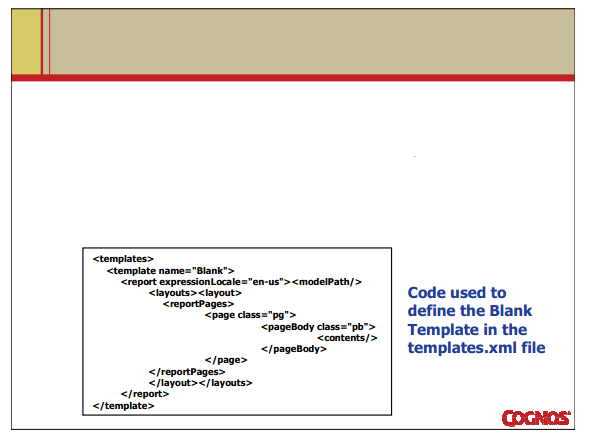 <templates>
<template name="Blank">
<report expressionLocale="en-us"><modelPath/>
<layouts><layout>
<reportPages>
<page class="pg">
<pageBody class="pb">
<contents/>
</pageBody>
</page>
</reportPages>
</layout></layouts>
</report>
</template>
Code used to
define the Blank
Template in the
templates.xml file
COGNOS